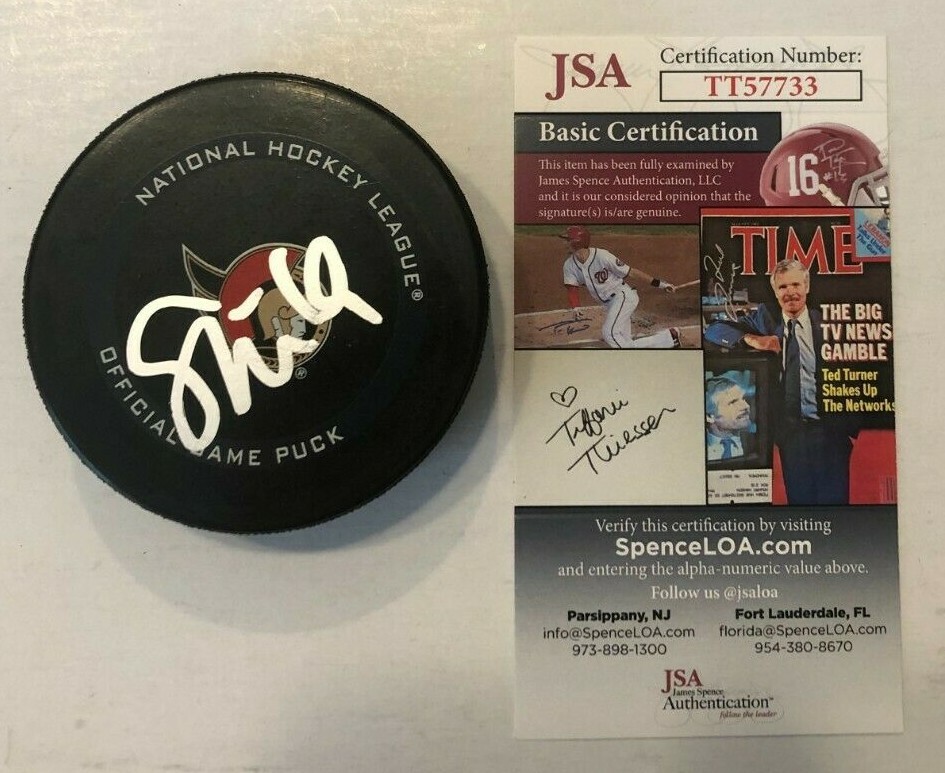 NATIONAL HOCKEY LEAGUE®
OFFICIAL GAME PUCK
JSA
Certification Number:
TT57733
Basic Certification
This item has been fully examined by
James Spence Authentication, LLC
and it is our considered opinion that the
signature(s) is/are genuine.
16
TIME
THE BIG
TV NEWS
GAMBLE
Ted Turner
Shakes Up
The Networks
Tiffani
Thiessen
Verify this certification by visiting
SpenceLOA.com
and entering the alpha-numeric value above.
Follow us @jsaloa
Parsippany, NJ
info@SpenceLOA.com
973-898-1300
Fort Lauderdale, FL
florida@SpenceLOA.com
954-380-8670
JSA
James Spence
Authentication™
follow the leader